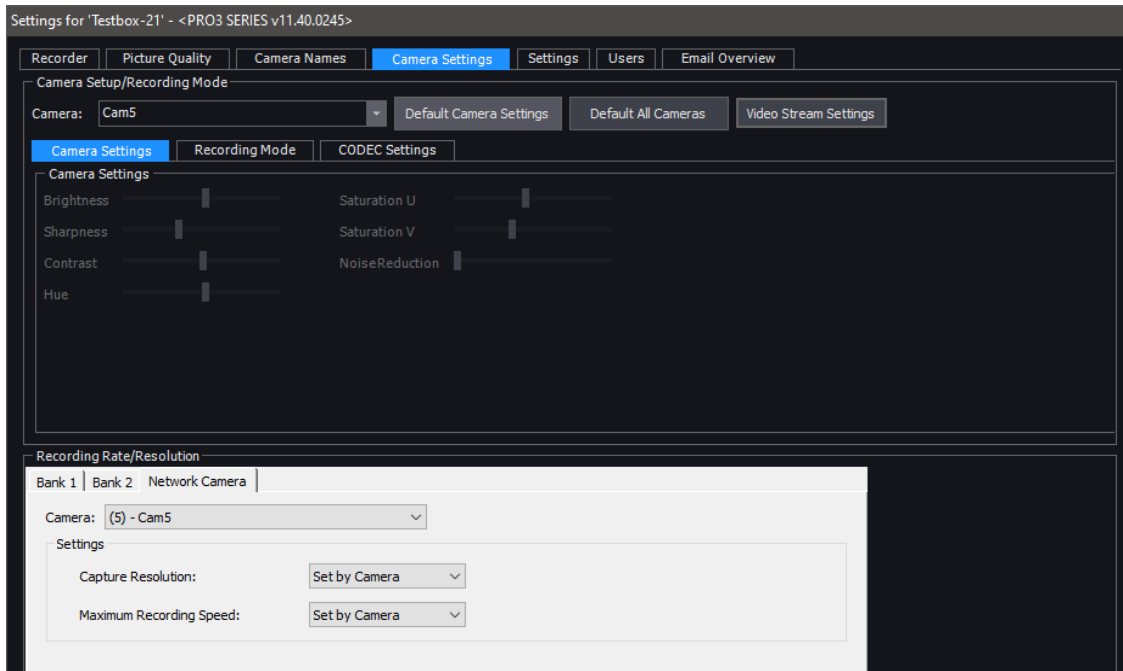 Settings for 'Testbox-21' - <PRO3 SERIES v11.40.0245>
Recorder Picture Quality Camera Names Camera Settings Settings Users Email Overview
Camera Setup/Recording Mode
Camera: Cam5 Default Camera Settings Default All Cameras Video Stream Settings
Camera Settings Recording Mode CODEC Settings
Camera Settings
Brightness Saturation U
Sharpness Saturation V
Contrast NoiseReduction
Hue
Recording Rate/Resolution
Bank 1 Bank 2 Network Camera
Camera: (5) - Cam5
Settings
Capture Resolution: Set by Camera
Maximum Recording Speed: Set by Camera